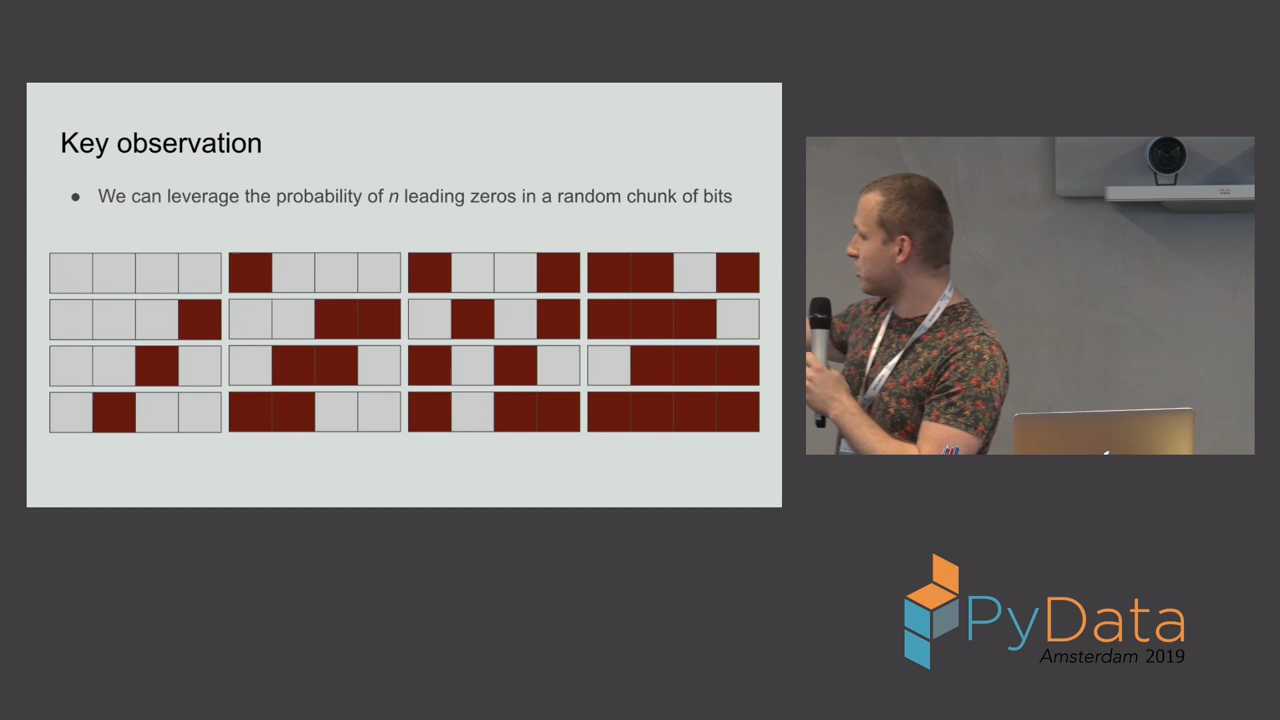 Key observation
● We can leverage the probability of n leading zeros in a random chunk of bits
PyData
Amsterdam 2019